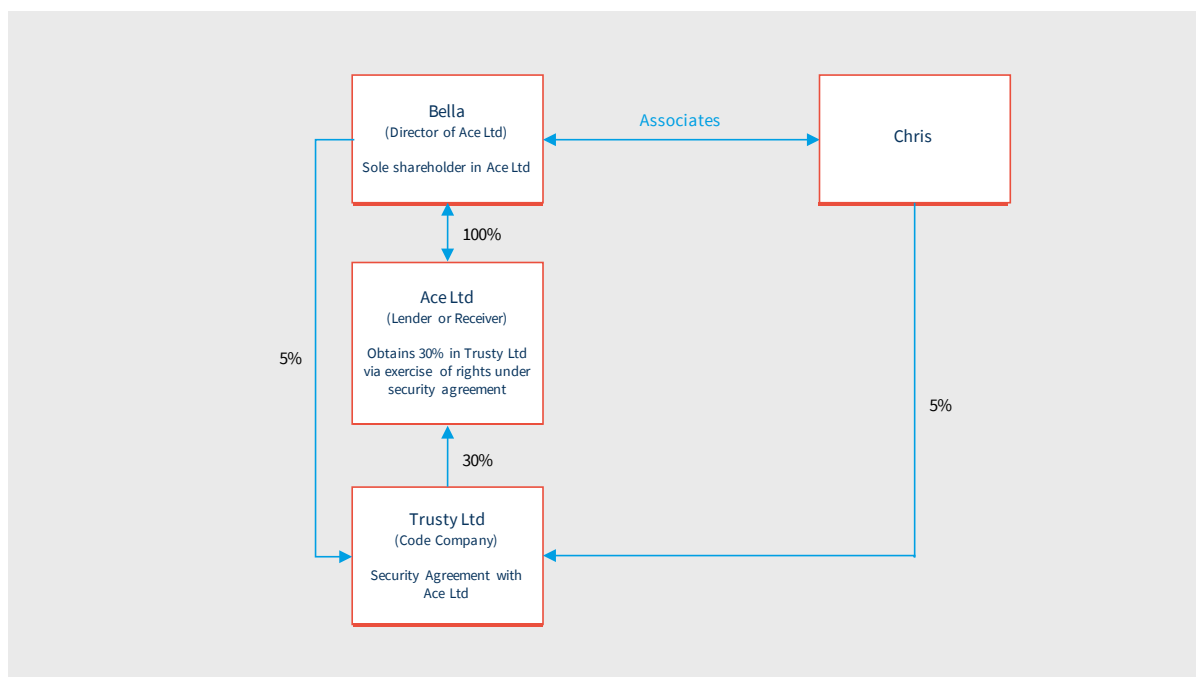 Bella
(Director of Ace Ltd)
Sole shareholder in Ace Ltd
Associates
Chris
100%
Ace Ltd
(Lender or Receiver)
Obtains 30% in Trusty Ltd
via exercise of rights under
security agreement
5%
5%
30%
Trusty Ltd
(Code Company)
Security Agreement with
Ace Ltd